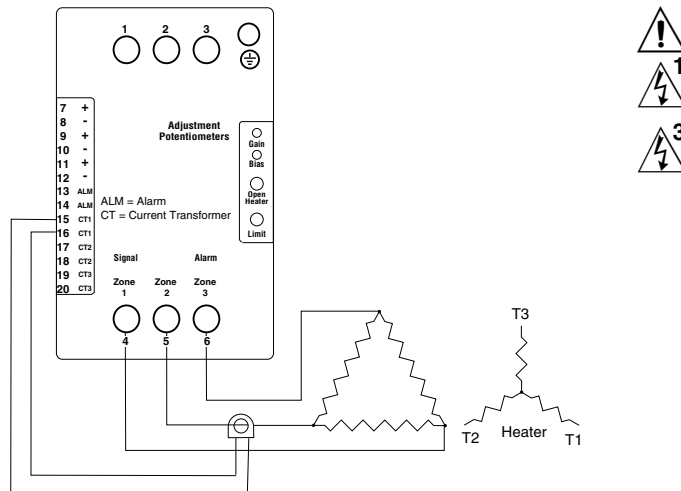 1 2 3
7 +
8 -
9 +
10 -
11 +
12 -
13 ALM
14 ALM
15 CT1
16 CT1
17 CT2
18 CT2
19 CT3
20 CT3
Adjustment
Potentiometers
Gain
Bias
Open
Heater
Limit
ALM = Alarm
CT = Current Transformer
Signal Alarm
Zone Zone Zone
1 2 3
4 5 6
T3
T2 Heater T1
1
3